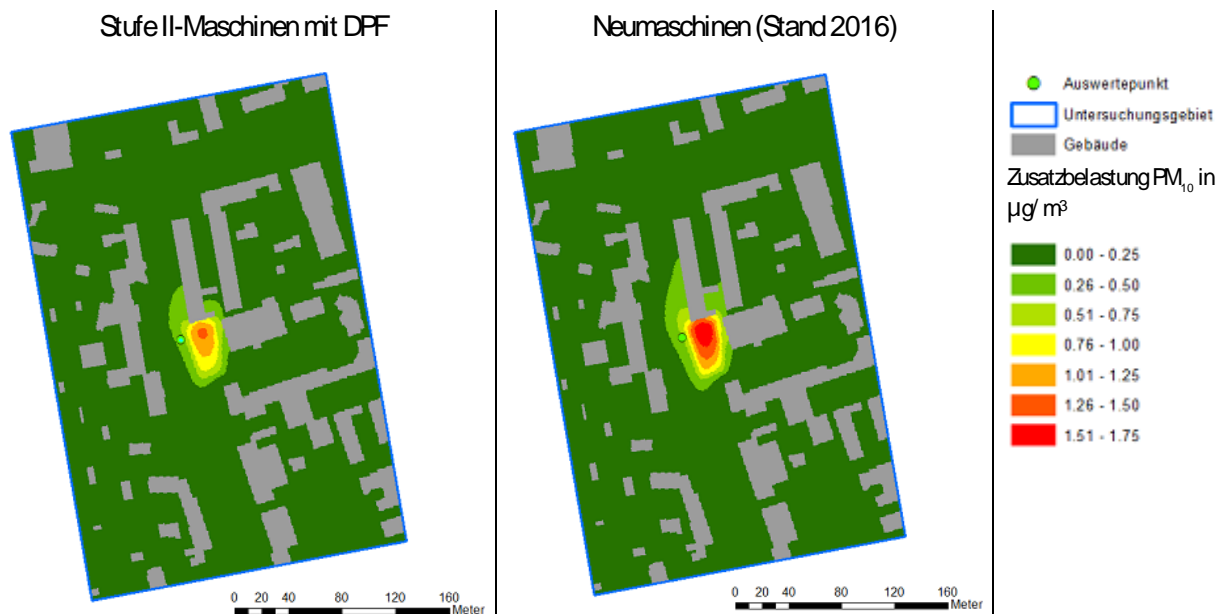 Stufe II-Maschinen mit DPF
Neumaschinen (Stand 2016)
Auswertepunkt
Untersuchungsgebiet
Gebäude
Zusatzbelastung PM₁₀ in
µg/m³
0.00 - 0.25
0.26 - 0.50
0.51 - 0.75
0.76 - 1.00
1.01 - 1.25
1.26 - 1.50
1.51 - 1.75
0 20 40 80 120 160
Meter
0 20 40 80 120 160
Meter